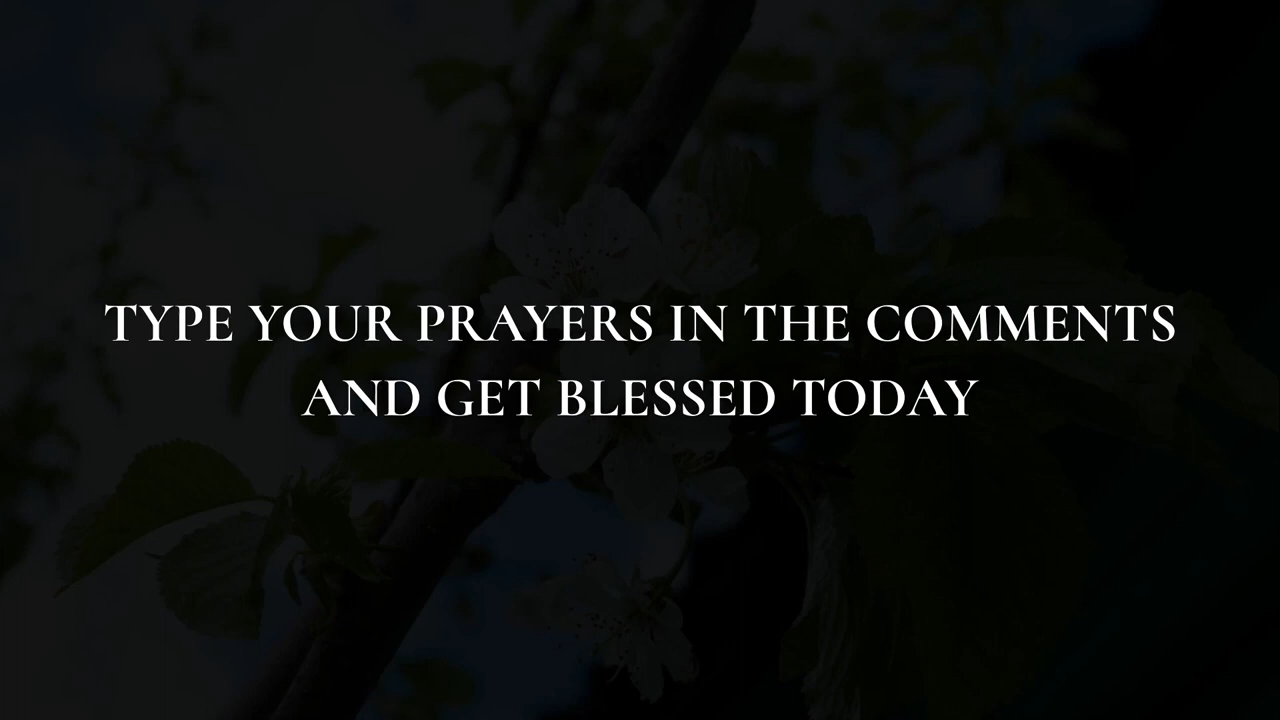 TYPE YOUR PRAYERS IN THE COMMENTS
AND GET BLESSED TODAY